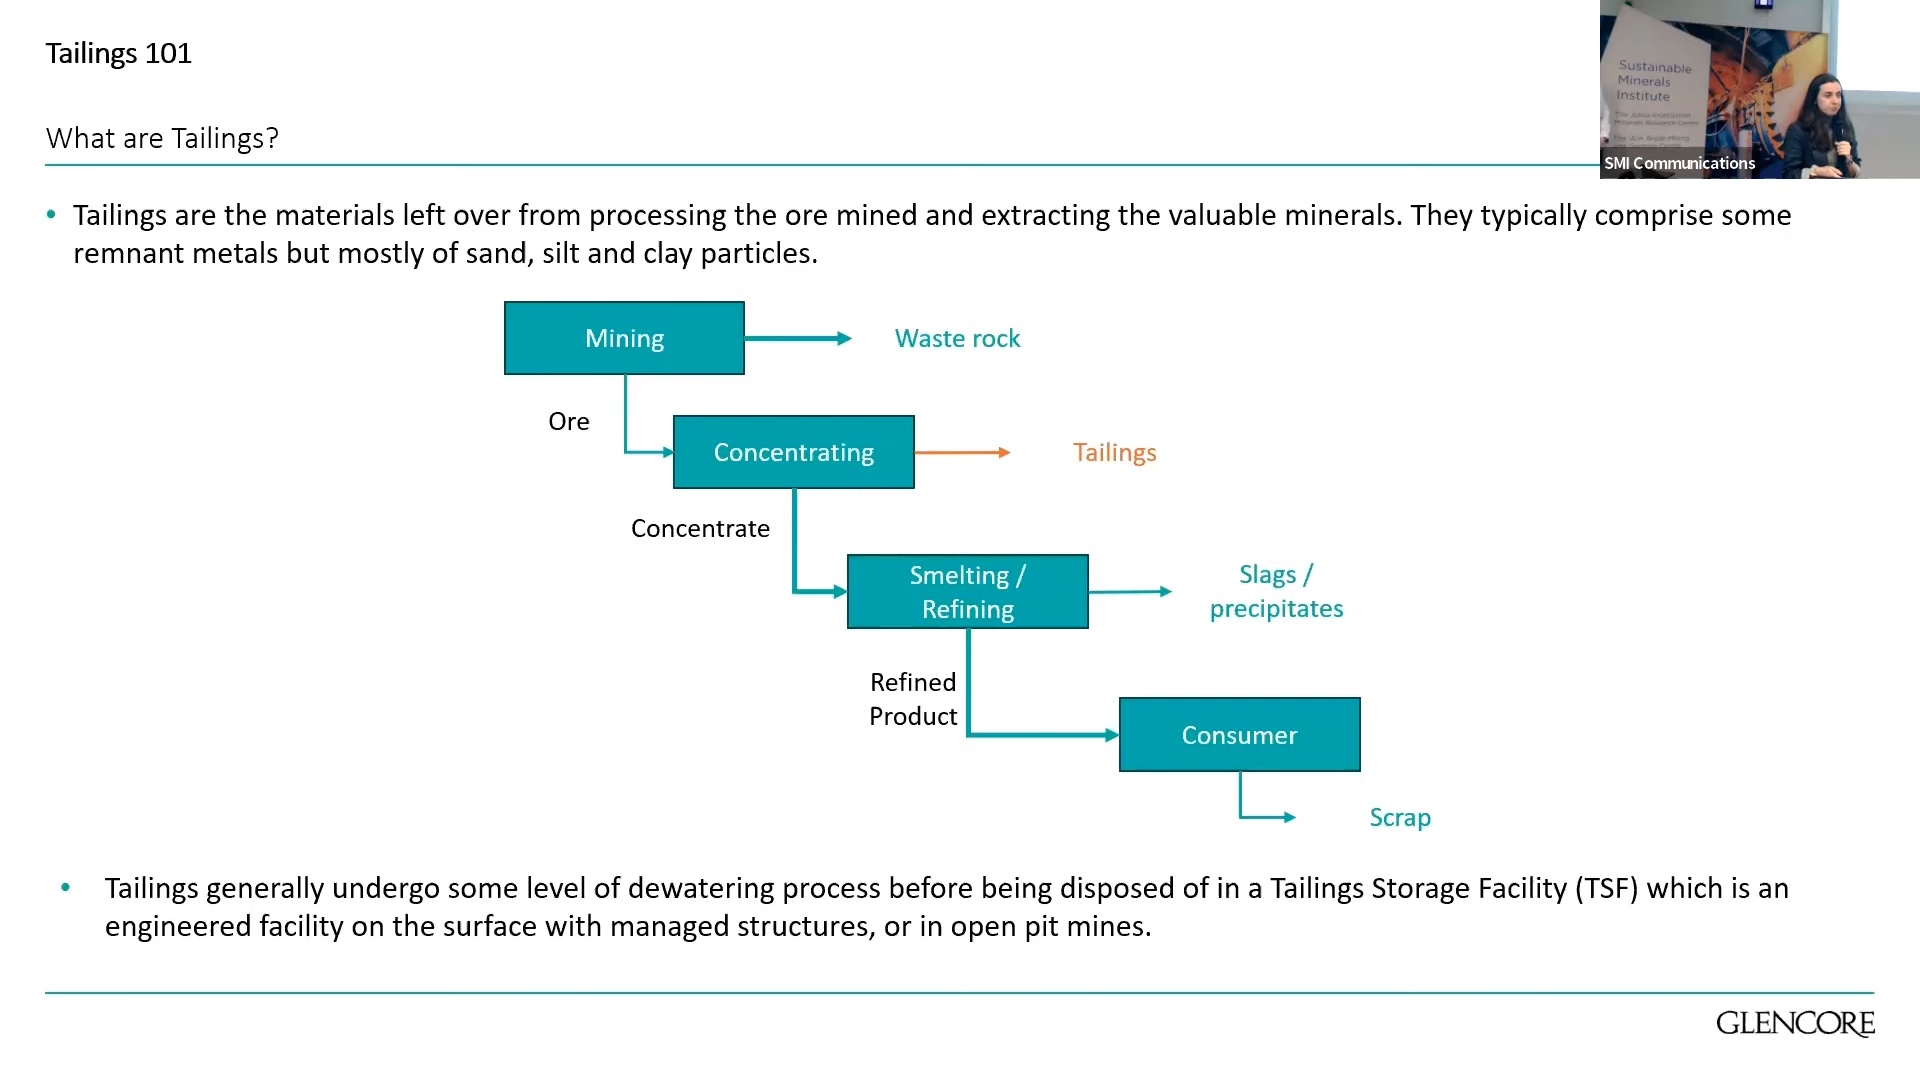 Tailings 101
Sustainable
Minerals
Institute
What are Tailings?
SMI Communications
• Tailings are the materials left over from processing the ore mined and extracting the valuable minerals. They typically comprise some
remnant metals but mostly of sand, silt and clay particles.
Mining
Waste rock
Ore
Concentrating
Tailings
Concentrate
Smelting /
Refining
Slags /
precipitates
Refined
Product
Consumer
Scrap
• Tailings generally undergo some level of dewatering process before being disposed of in a Tailings Storage Facility (TSF) which is an
engineered facility on the surface with managed structures, or in open pit mines.
GLENCORE